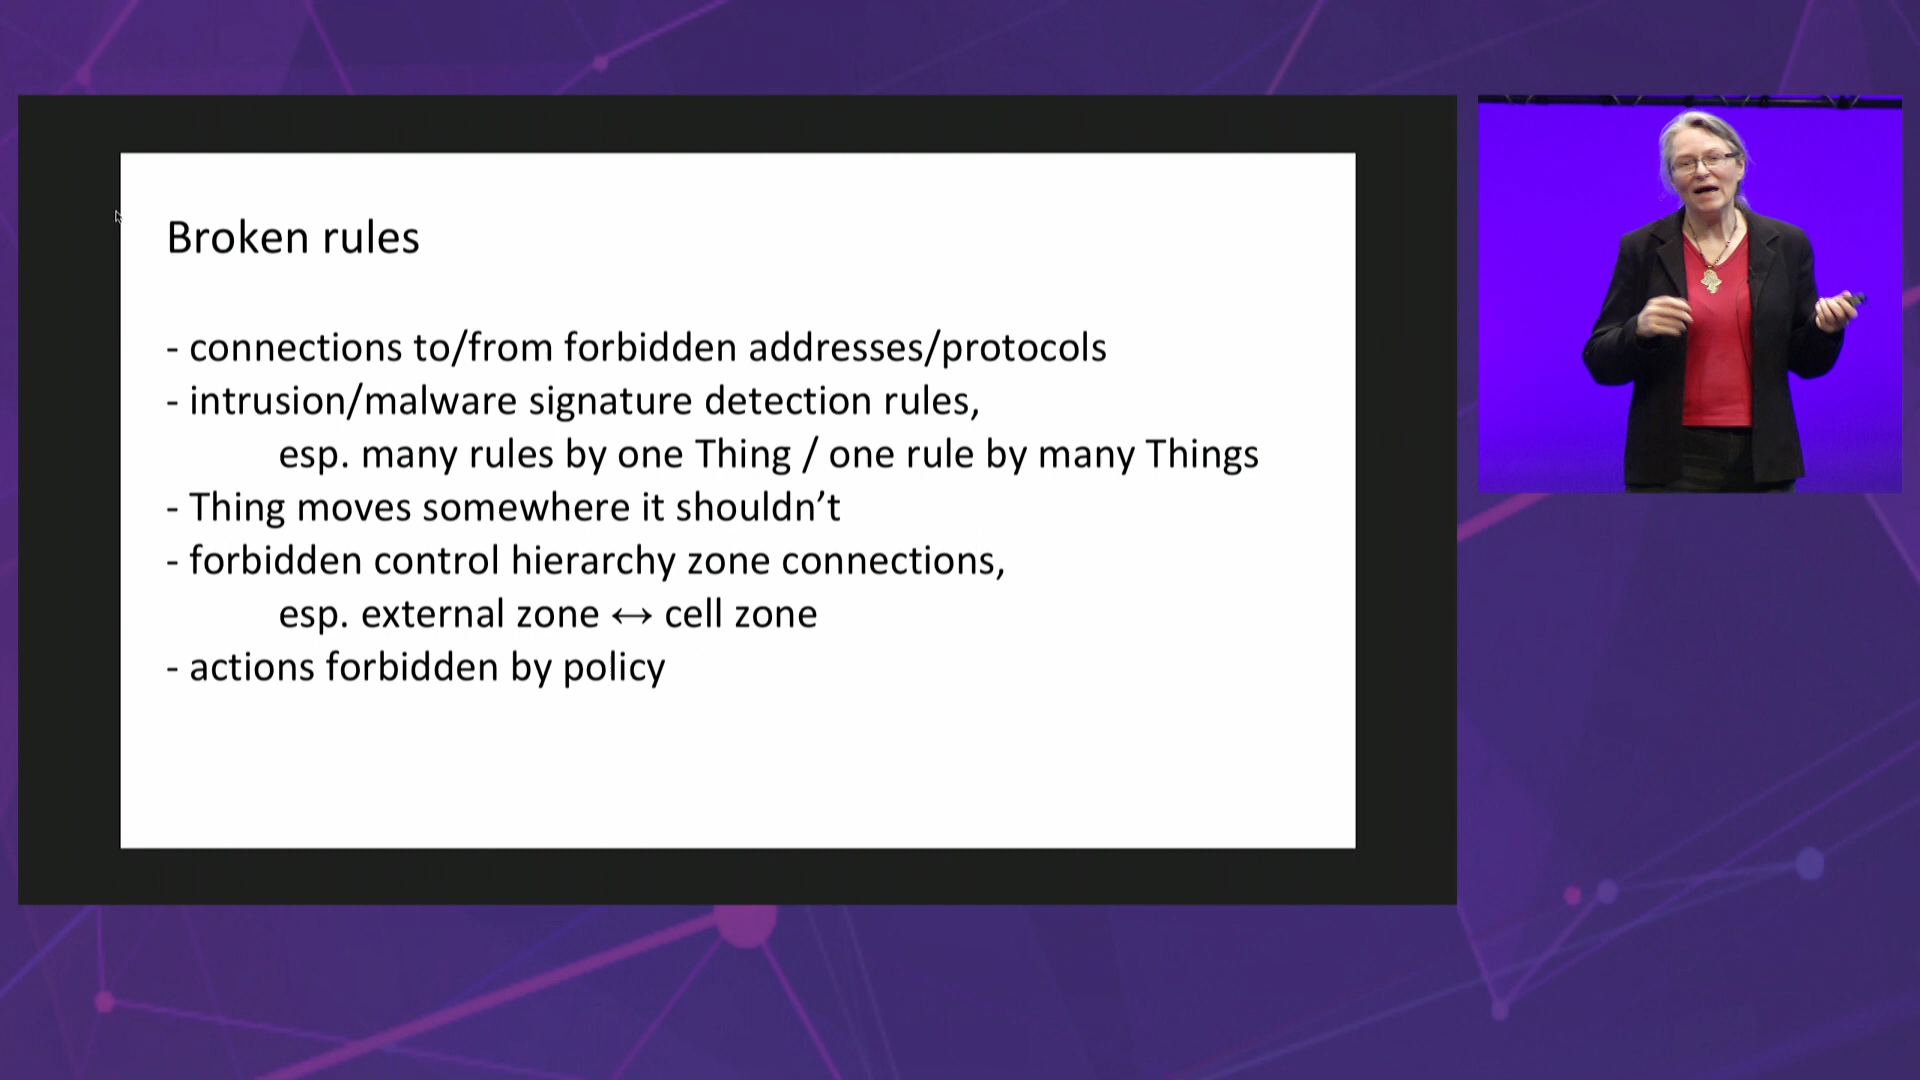 Broken rules
- connections to/from forbidden addresses/protocols
- intrusion/malware signature detection rules,
esp. many rules by one Thing / one rule by many Things
- Thing moves somewhere it shouldn’t
- forbidden control hierarchy zone connections,
esp. external zone ↔ cell zone
- actions forbidden by policy